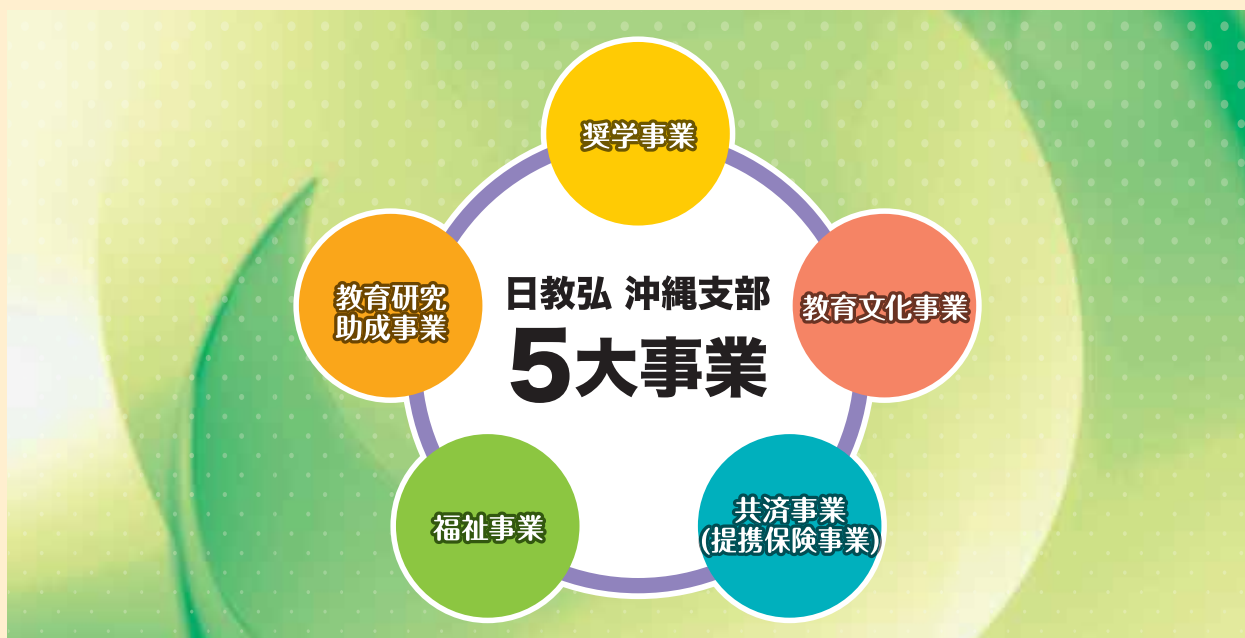 奨学事業
教育研究
助成事業
日教弘 沖縄支部
5大事業
教育文化事業
福祉事業
共済事業
(提携保険事業)